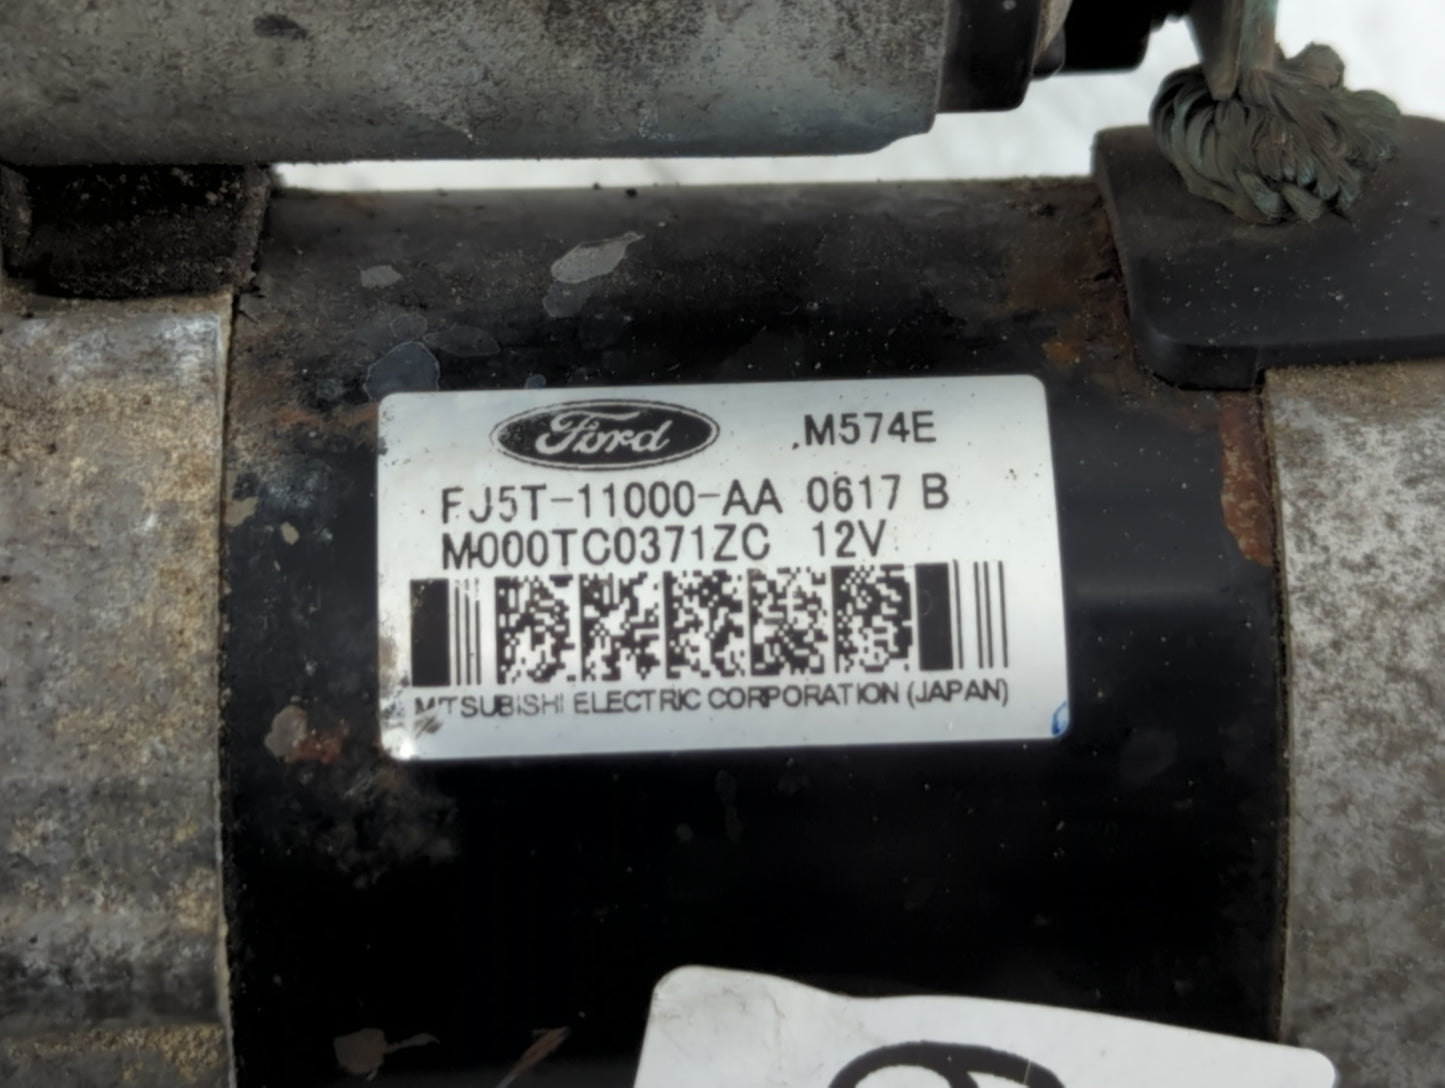 Ford M574E
FJ5T-11000-AA 0617 B
M000TC0371ZC 12V
MITSUBISHI ELECTRIC CORPORATION (JAPAN)